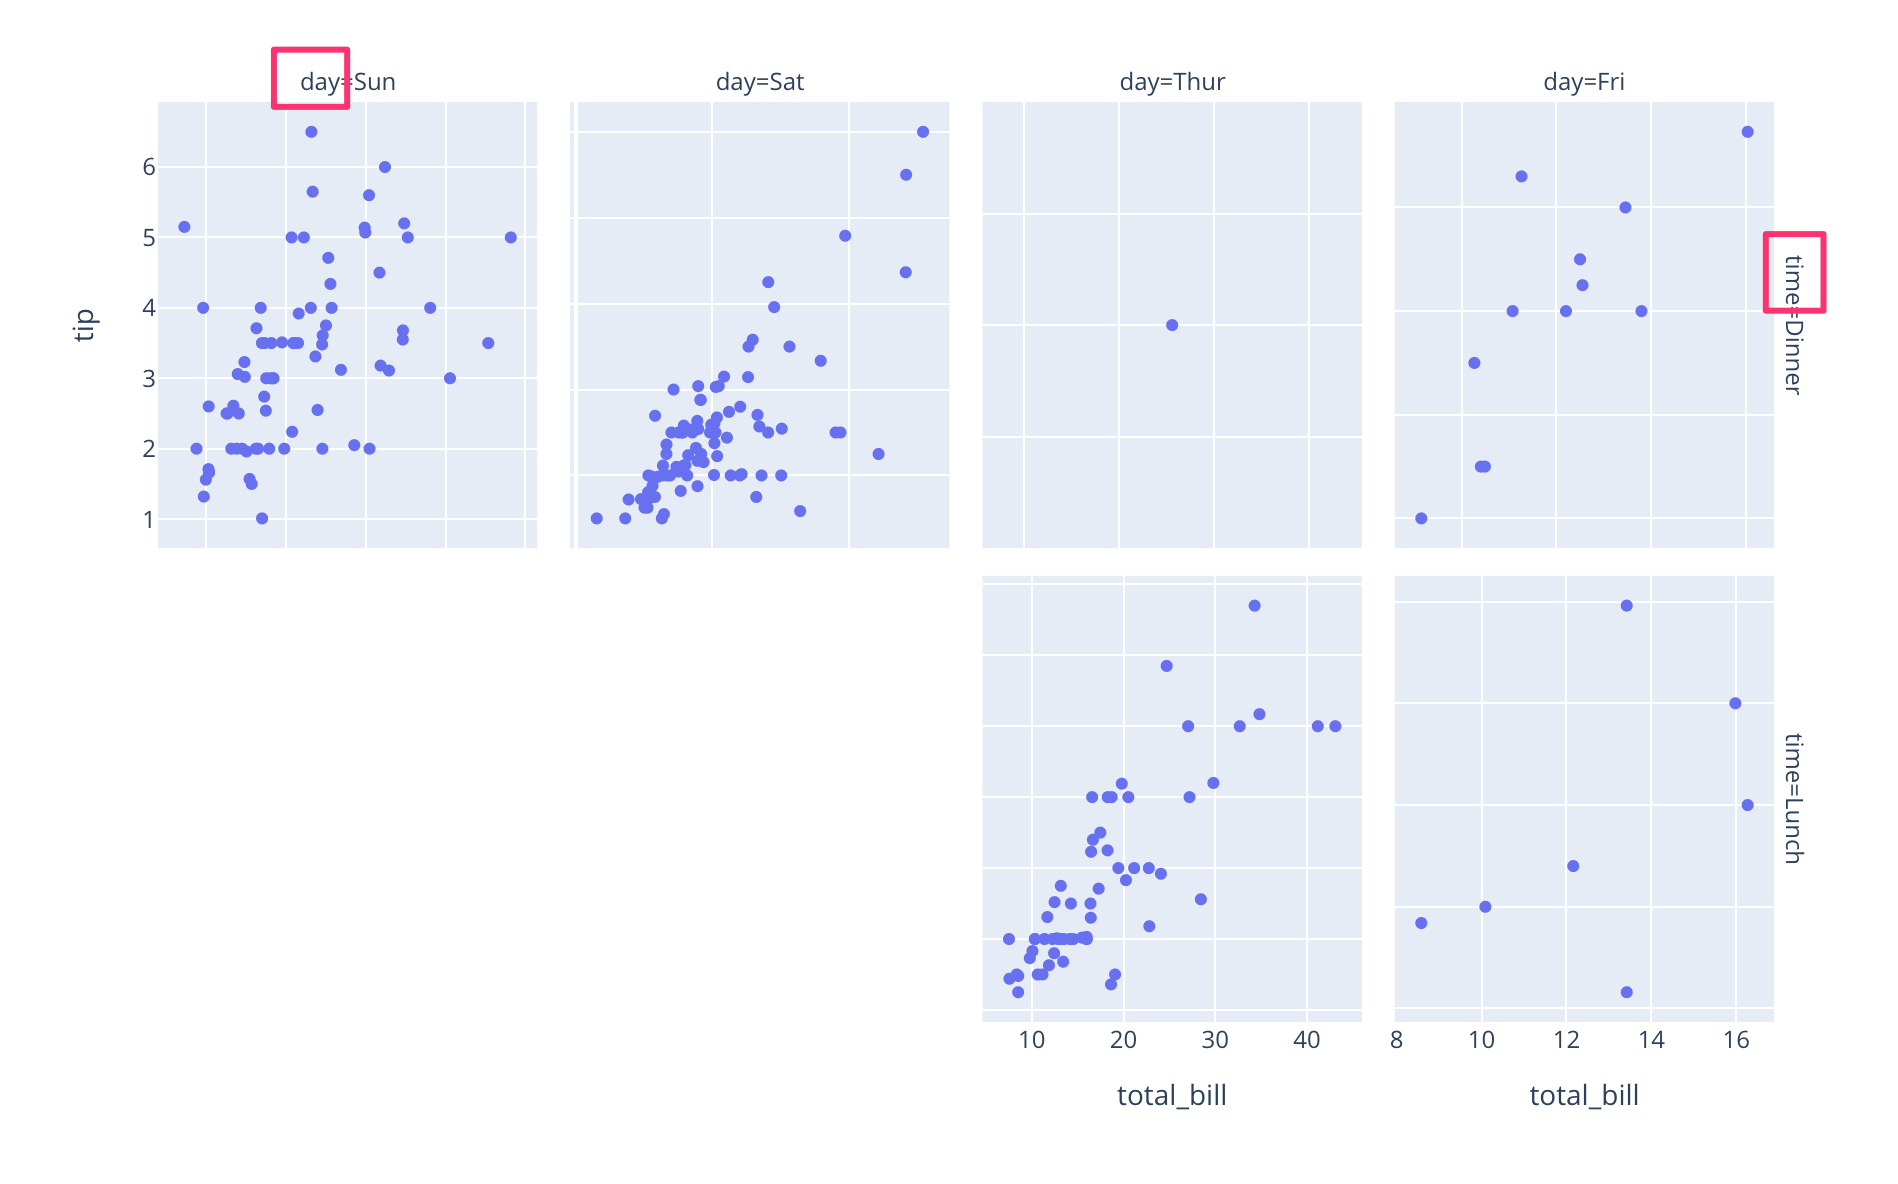 day=Sun
day=Sat
day=Thur
day=Fri
6
5
4
3
2
1
tip
time=Dinner
time=Lunch
10
20
30
40
8
10
12
14
16
total_bill
total_bill